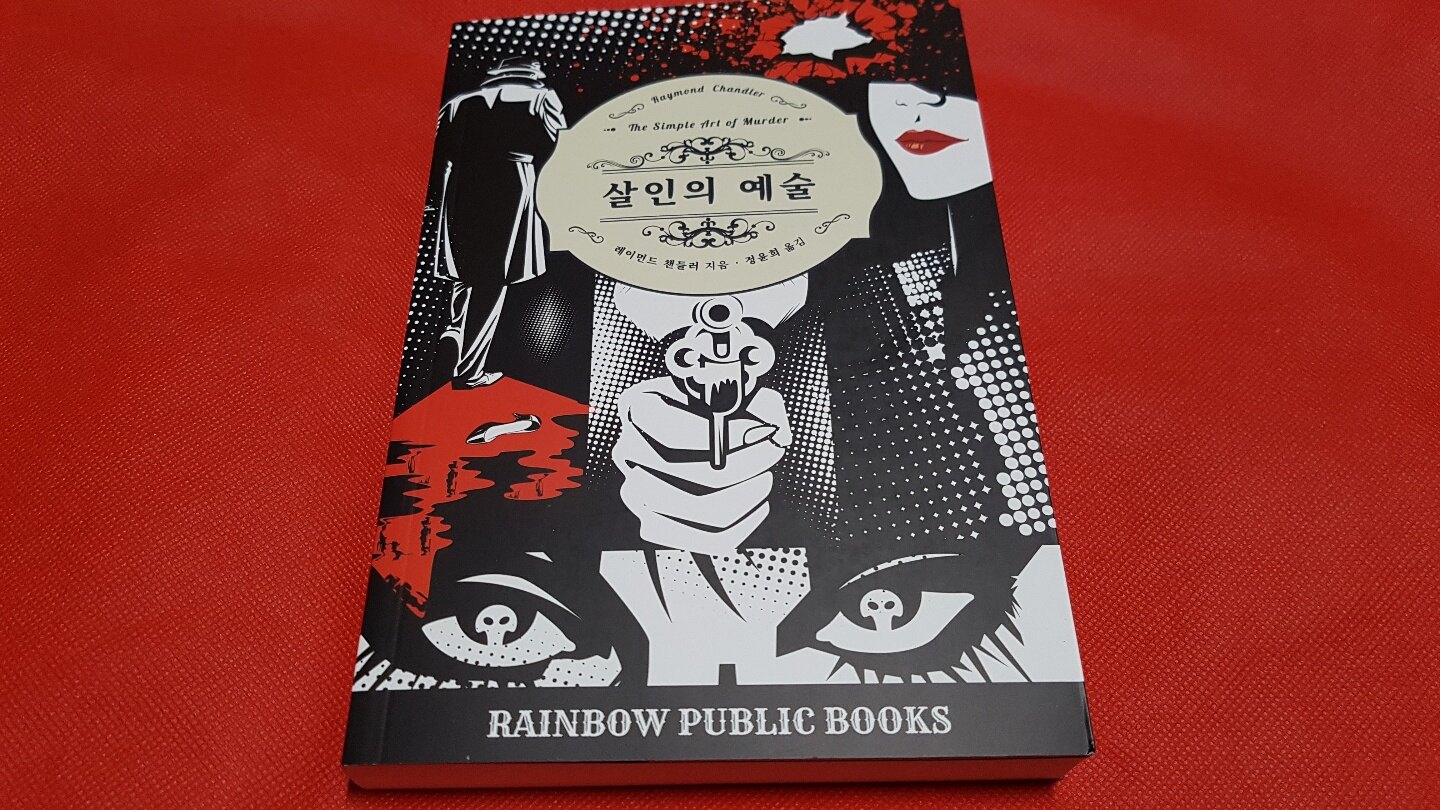 Raymond Chandler
The Simple Art of Murder
살인의 예술
레이먼드 챈들러 지음 · 정윤희 옮김
RAINBOW PUBLIC BOOKS